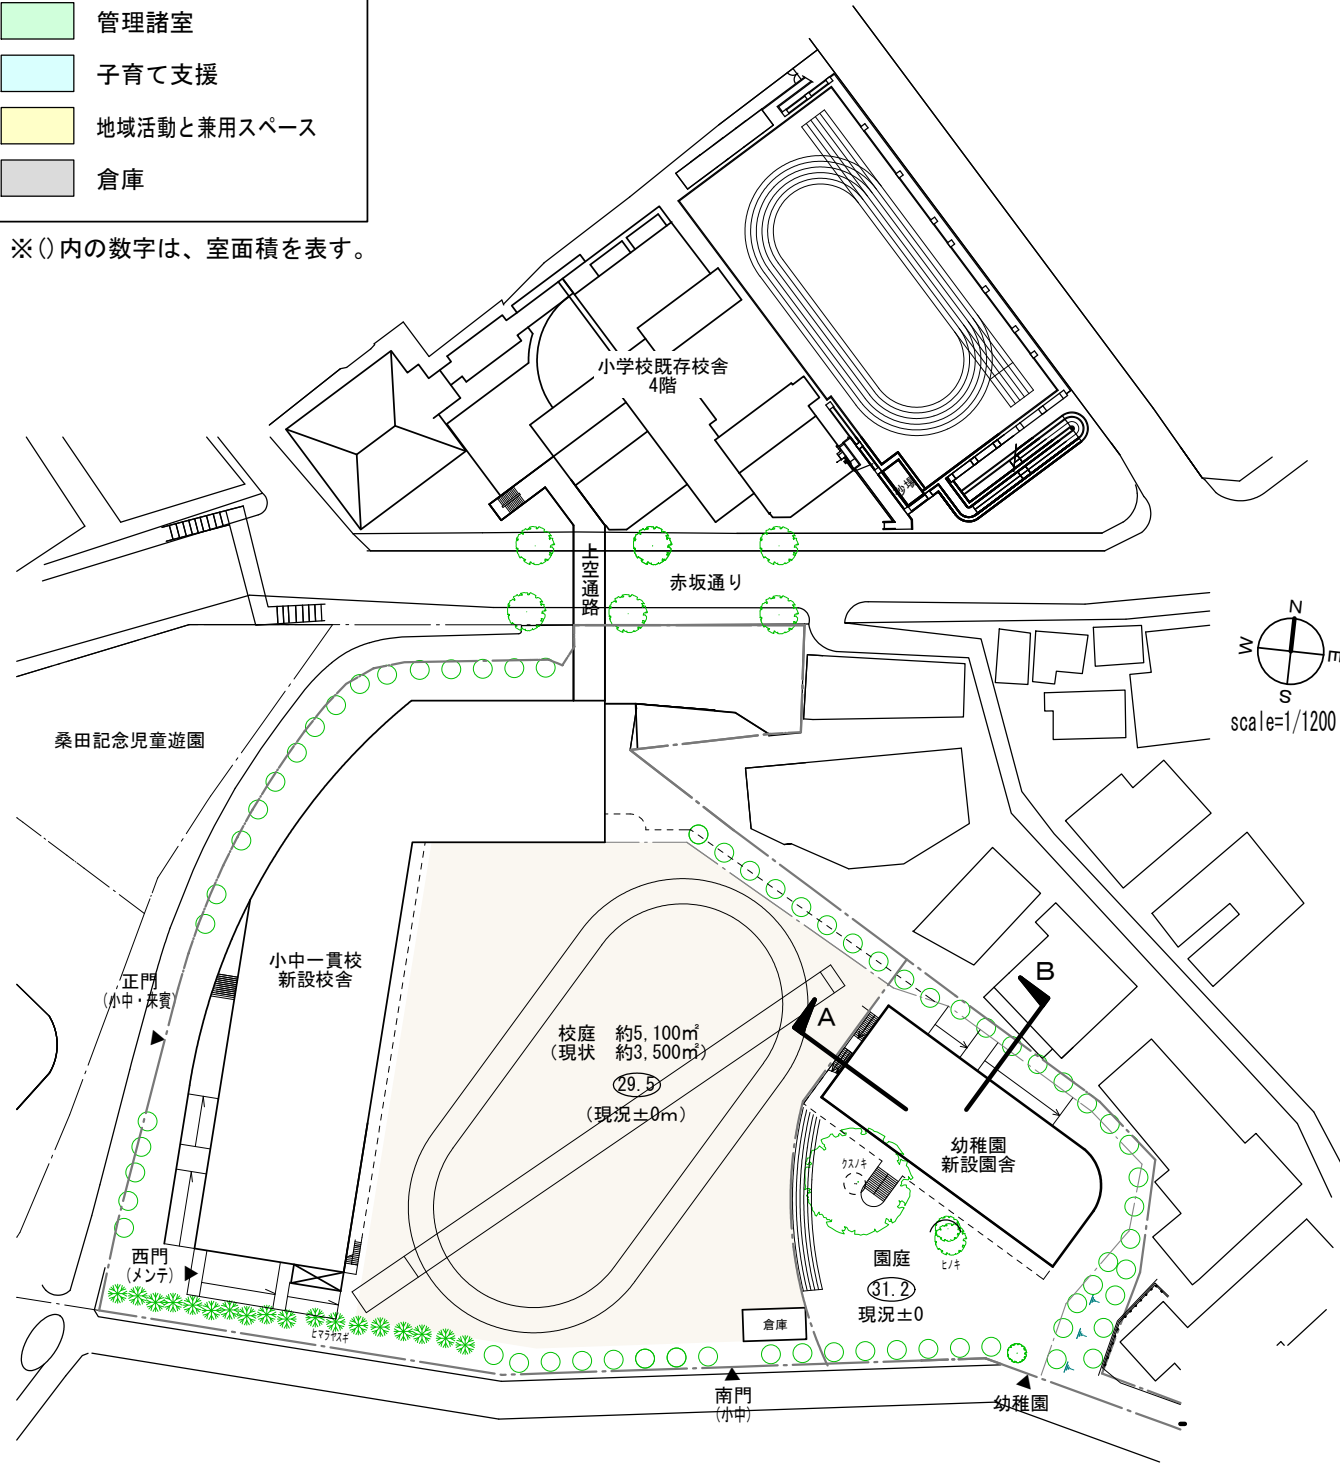 管理諸室
子育て支援
地域活動と兼用スペース
倉庫
※()内の数字は、室面積を表す。
小学校既存校舎
4階
砂場
上空通路
赤坂通り
N
W
E
S
scale=1/1200
桑田記念児童遊園
小中一貫校
新設校舎
正門
(小中・来賓)
校庭 約5,100㎡
(現状 約3,500㎡)
29.5
(現況±0m)
A
B
幼稚園
新設園舎
クスノキ
ヒノキ
園庭
31.2
現況±0
西門
(メンテ)
ヒマラヤスギ
倉庫
南門
(小中)
幼稚園